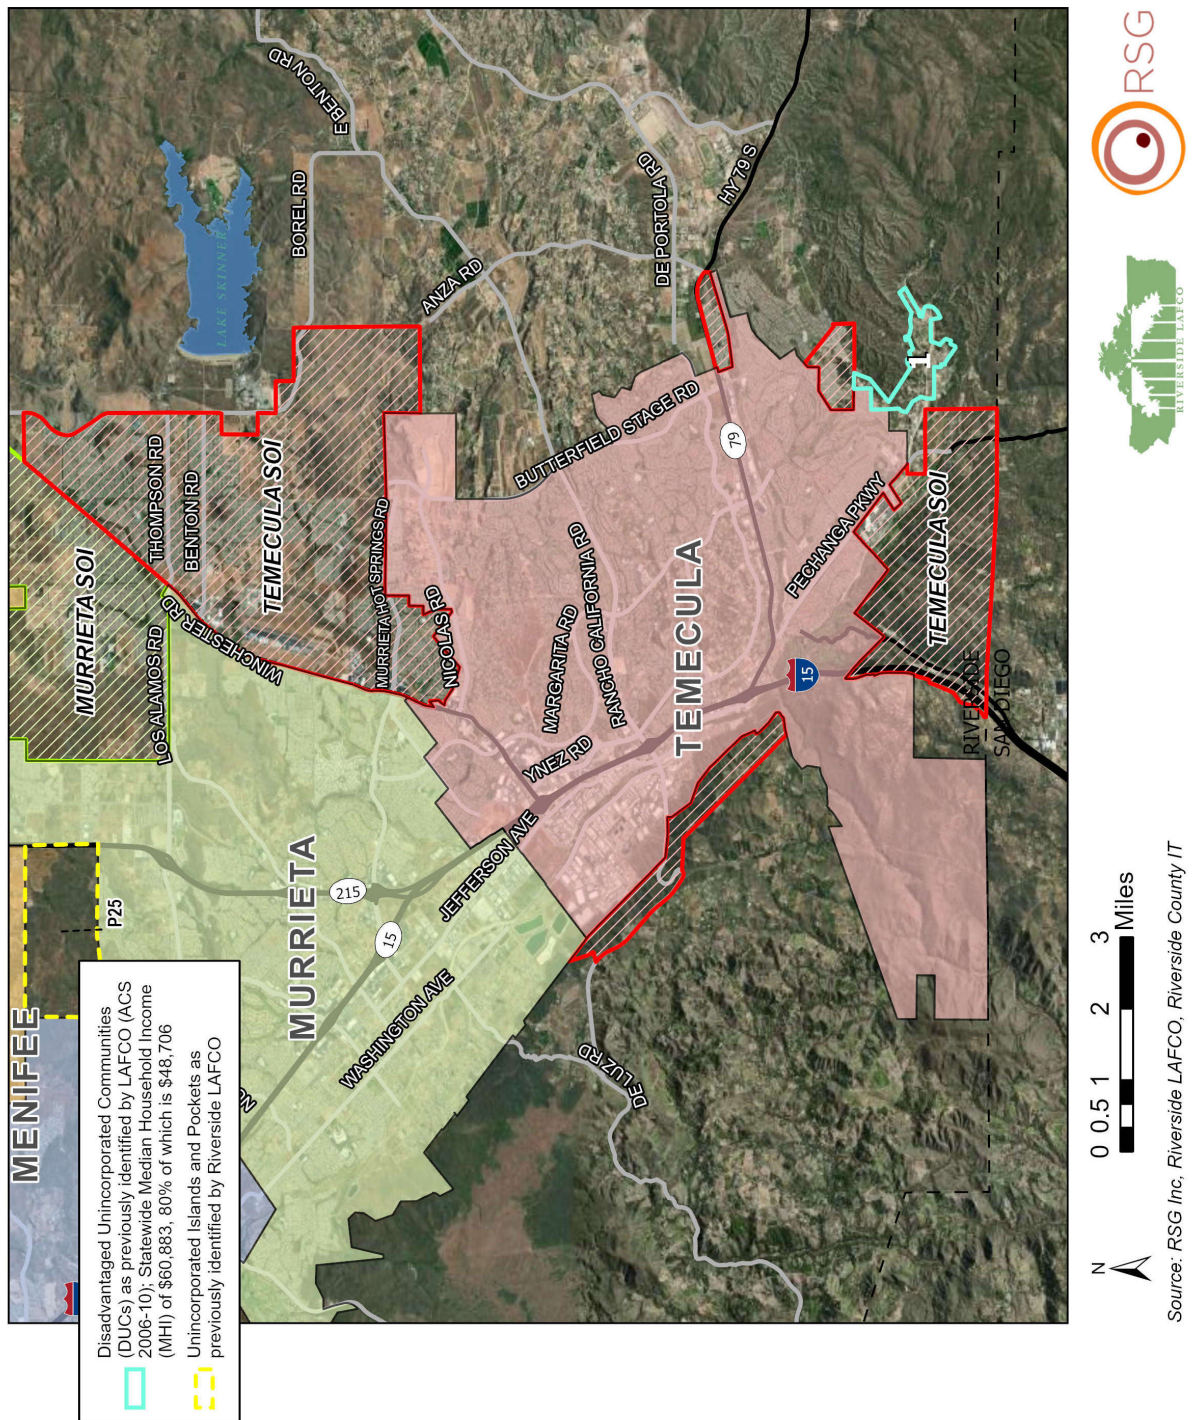 MENIFEE
P25
MURRIETA SOI
THOMPSON RD
BENTON RD
LOS ALAMOS RD
WINCHESTER RD
TEMECULA SOI
MURRIETA HOT SPRINGS RD
NICOLAS RD
LAKE SKINNER
BOREL RD
E BENTON RD
ANZA RD
MURRIETA
215
15
JEFFERSON AVE
WASHINGTON AVE
YNEZ RD
MARGARITA RD
RANCHO CALIFORNIA RD
BUTTERFIELD STAGE RD
DE PORTOLA RD
HY 79 S
79
TEMECULA
PECHANGA PKWY
15
DE LUZ RD
TEMECULA SOI
1
RIVERSIDE
SAN DIEGO
Disadvantaged Unincorporated Communities
(DUCs) as previously identified by LAFCO (ACS
2006-10); Statewide Median Household Income
(MHI) of $60,883, 80% of which is $48,706
Unincorporated Islands and Pockets as
previously identified by Riverside LAFCO
N
0 0.5 1 2 3
Miles
Source: RSG Inc, Riverside LAFCO, Riverside County IT
RIVERSIDE LAFCO
RSG